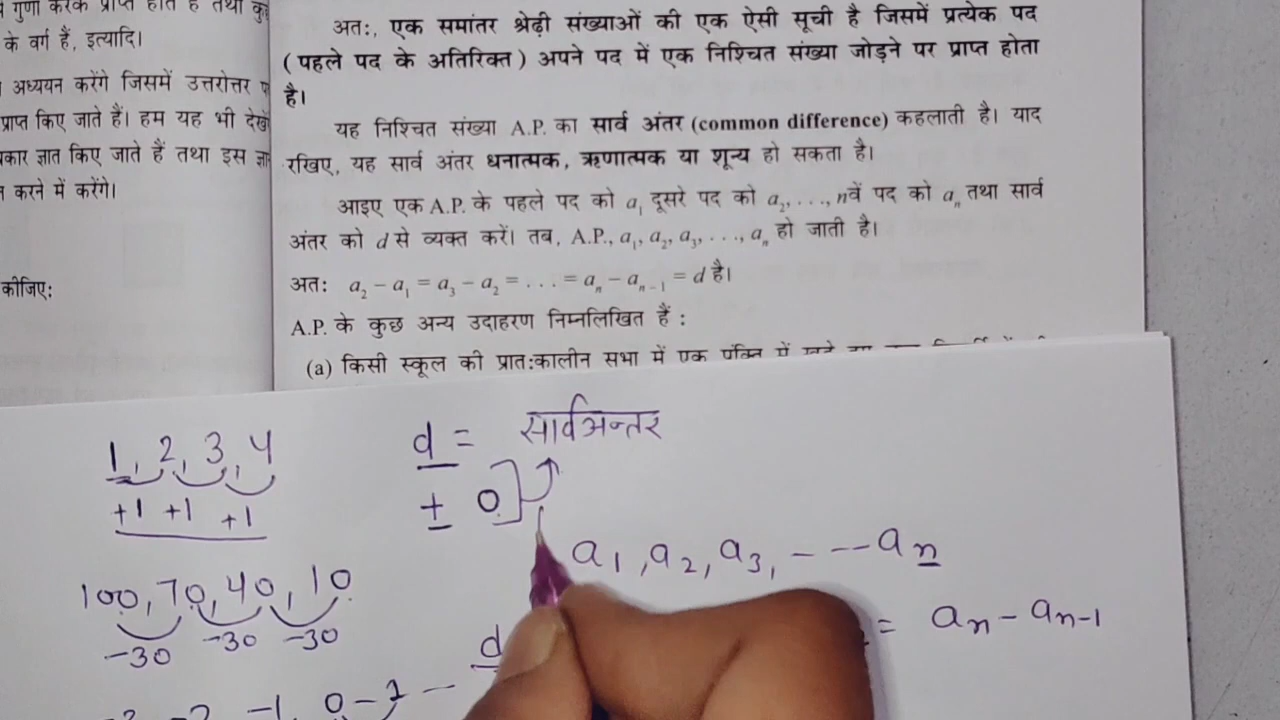 गुणा करके प्राप्त होते हैं तथा
के वर्ग हैं, इत्यादि।
अध्ययन करेंगे जिसमें उत्तरोत्तर
प्राप्त किए जाते हैं। हम यह भी
ज्ञात किए जाते हैं तथा इस
करने में करेंगे।
कीजिए:
अतः, एक समांतर श्रेढ़ी संख्याओं की एक ऐसी सूची है जिसमें प्रत्येक पद
(पहले पद के अतिरिक्त) अपने पद में एक निश्चित संख्या जोड़ने पर प्राप्त होता
है।
यह निश्चित संख्या A.P. का सार्व अंतर (common difference) कहलाती है। याद
रखिए, यह सार्व अंतर धनात्मक, ऋणात्मक या शून्य हो सकता है।
आइए एक A.P. के पहले पद को a₁ दूसरे पद को a₂, . . ., nवें पद को aₙ तथा सार्व
अंतर को d से व्यक्त करें। तब, A.P., a₁, a₂, a₃, . . ., aₙ हो जाती है।
अतः a₂ – a₁ = a₃ – a₂ = . . . = aₙ – aₙ₋₁ = d है।
A.P. के कुछ अन्य उदाहरण निम्नलिखित हैं :
(a) किसी स्कूल की प्रातःकालीन सभा में एक पंक्ति में
1, 2, 3, 4
+1 +1 +1
d = सार्वअन्तर
± 0
a₁, a₂, a₃, – – – aₙ
100, 70, 40, 10
–30 –30 –30
d
= aₙ – aₙ₋₁
–1, 0